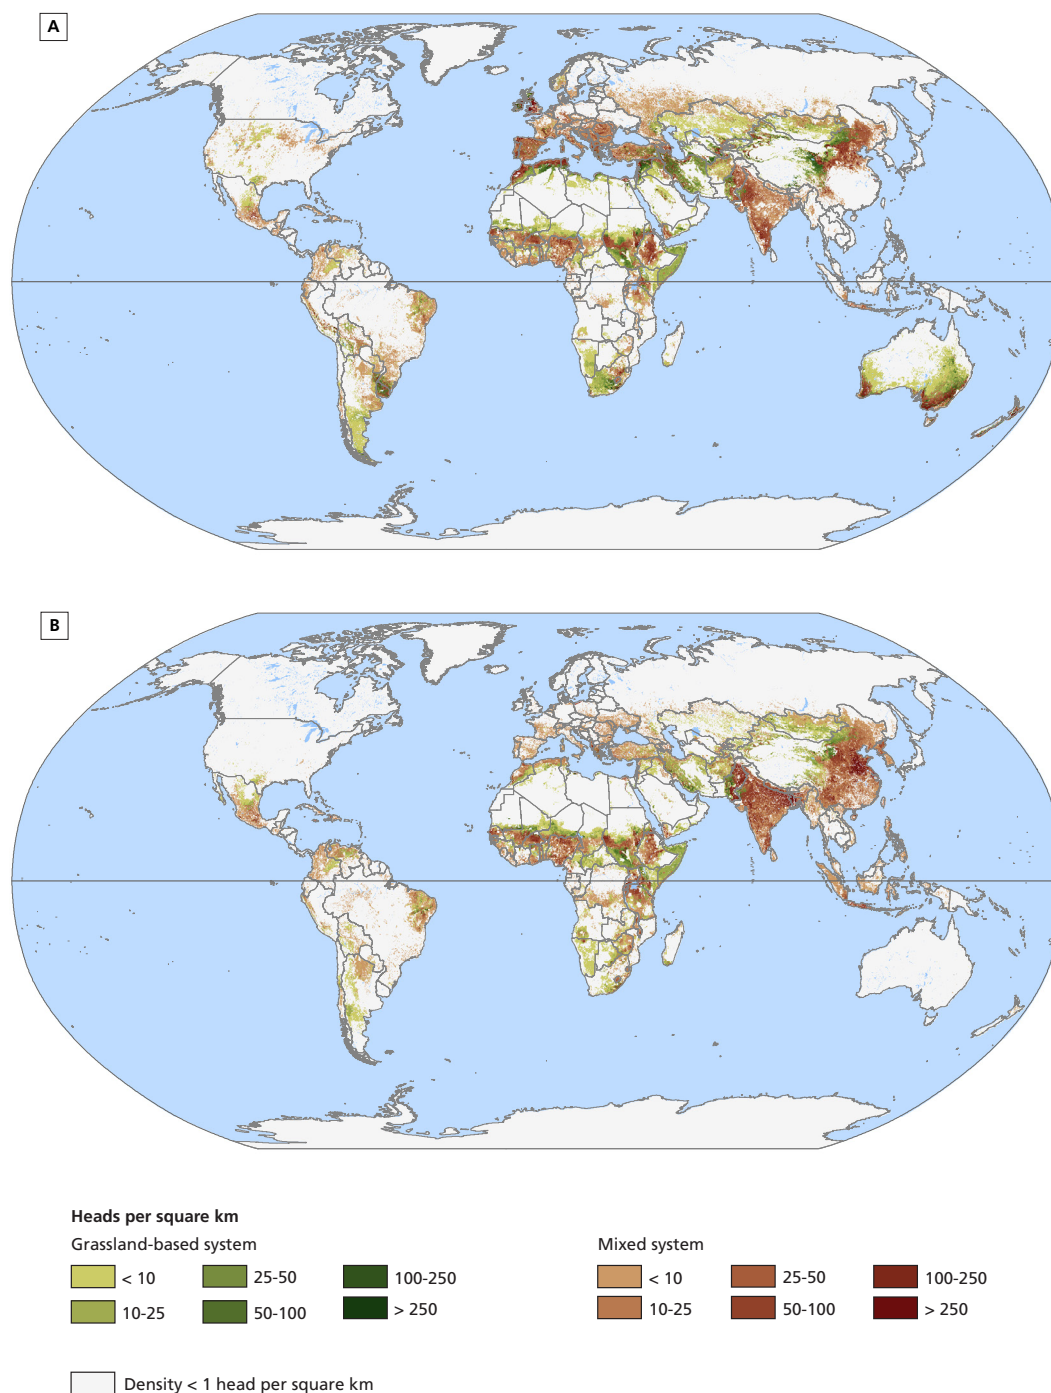 A
B
Heads per square km
Grassland-based system
Mixed system
< 10
25-50
100-250
< 10
25-50
100-250
10-25
50-100
> 250
10-25
50-100
> 250
Density < 1 head per square km